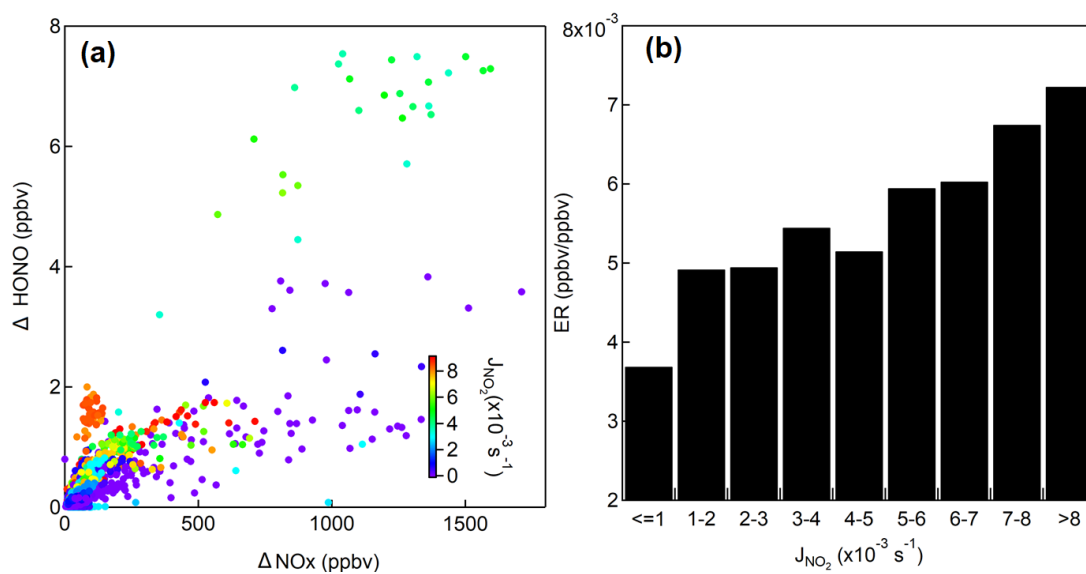 (a)
8
6
4
2
0
Δ HONO (ppbv)
0 500 1000 1500
Δ NOx (ppbv)
8
6
4
2
0
J_NO2 (x10^-3 s^-1)
(b)
8x10^-3
7
6
5
4
3
2
ER (ppbv/ppbv)
<=1 1-2 2-3 3-4 4-5 5-6 6-7 7-8 >8
J_NO2 (x10^-3 s^-1)